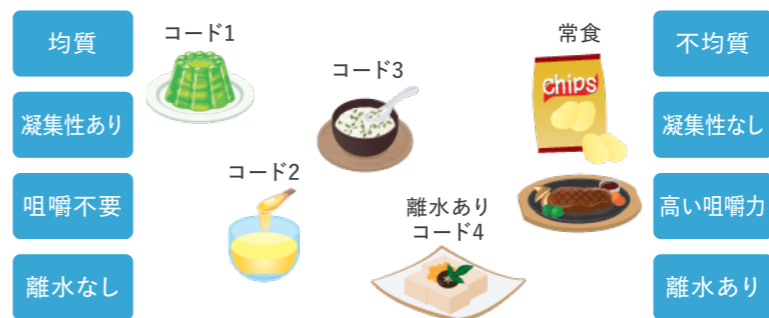 均質
凝集性あり
咀嚼不要
離水なし
コード1
コード2
コード3
離水あり
コード4
常食
chips
不均質
凝集性なし
高い咀嚼力
離水あり